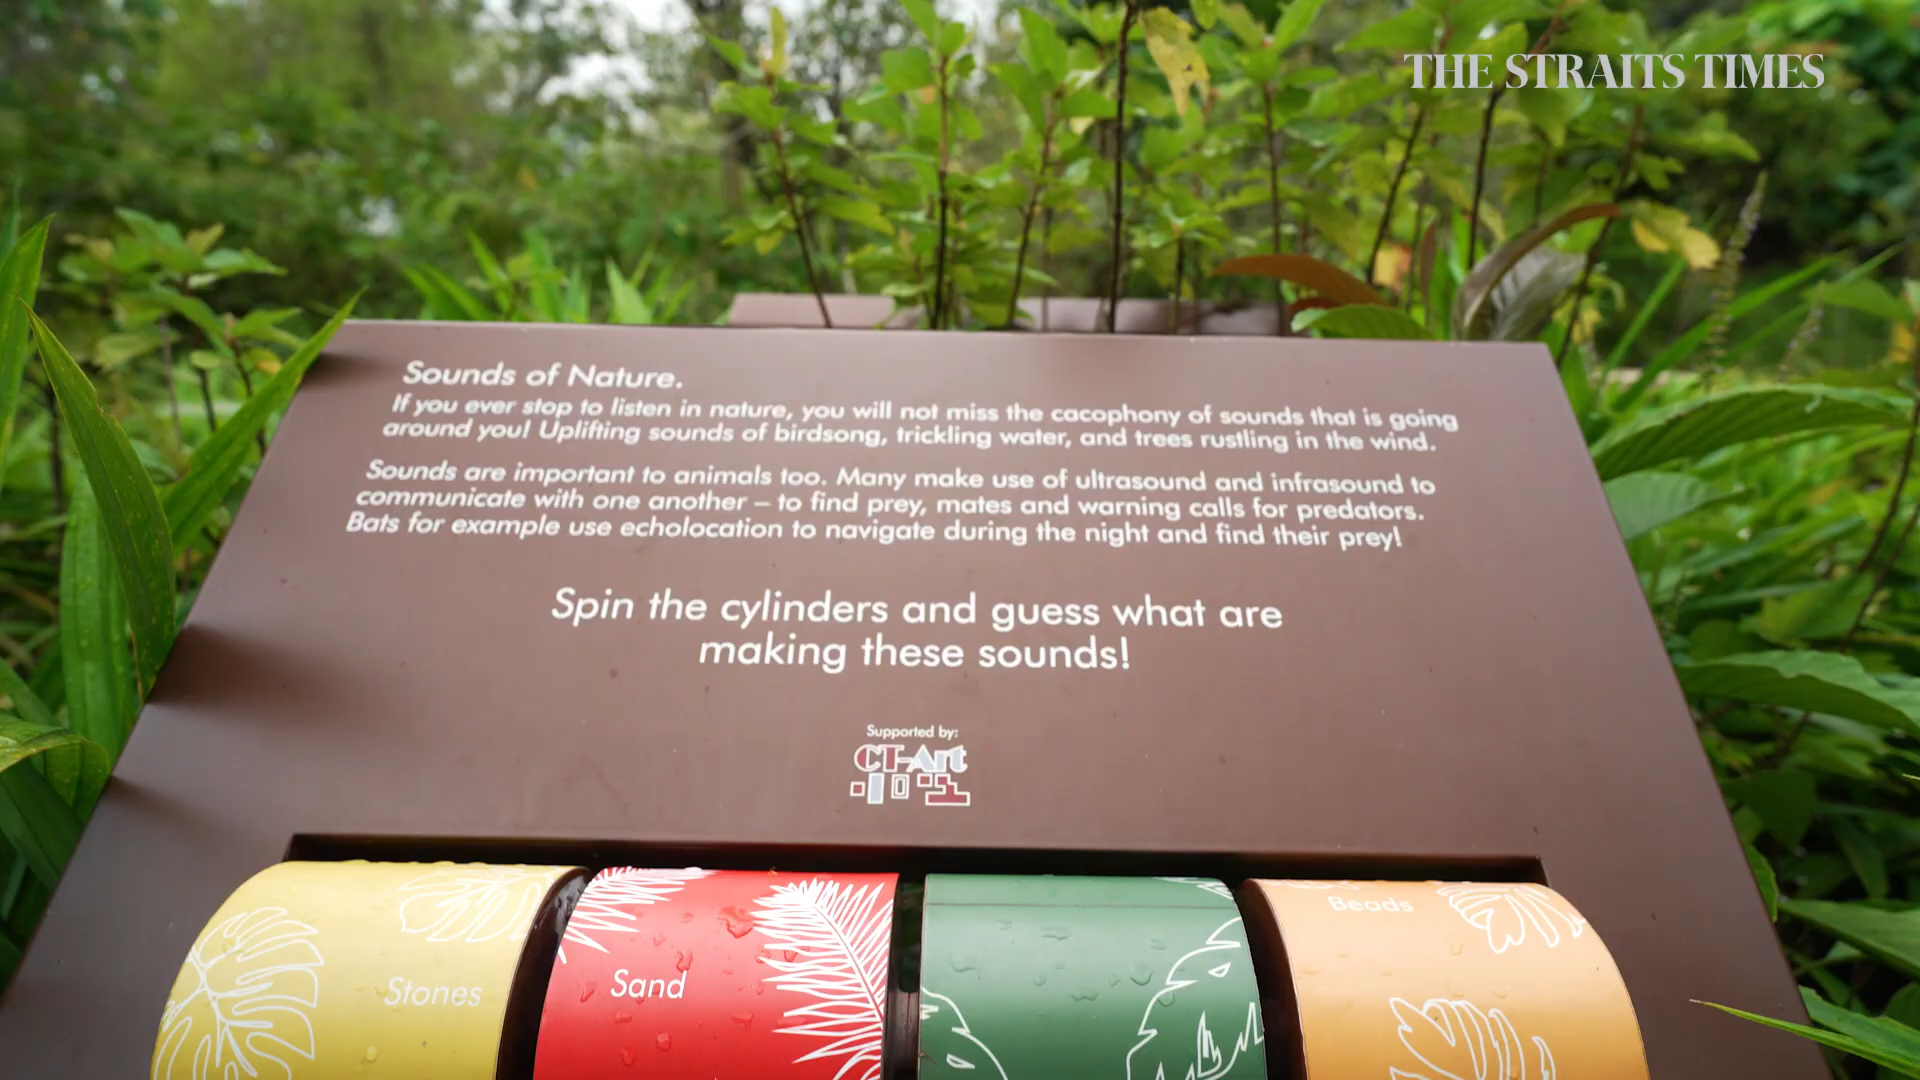 THE STRAITS TIMES
Sounds of Nature.
If you ever stop to listen in nature, you will not miss the cacophony of sounds that is going
around you! Uplifting sounds of birdsong, trickling water, and trees rustling in the wind.
Sounds are important to animals too. Many make use of ultrasound and infrasound to
communicate with one another – to find prey, mates and warning calls for predators.
Bats for example use echolocation to navigate during the night and find their prey!
Spin the cylinders and guess what are
making these sounds!
Supported by:
CT-Art
Stones
Sand
Beads